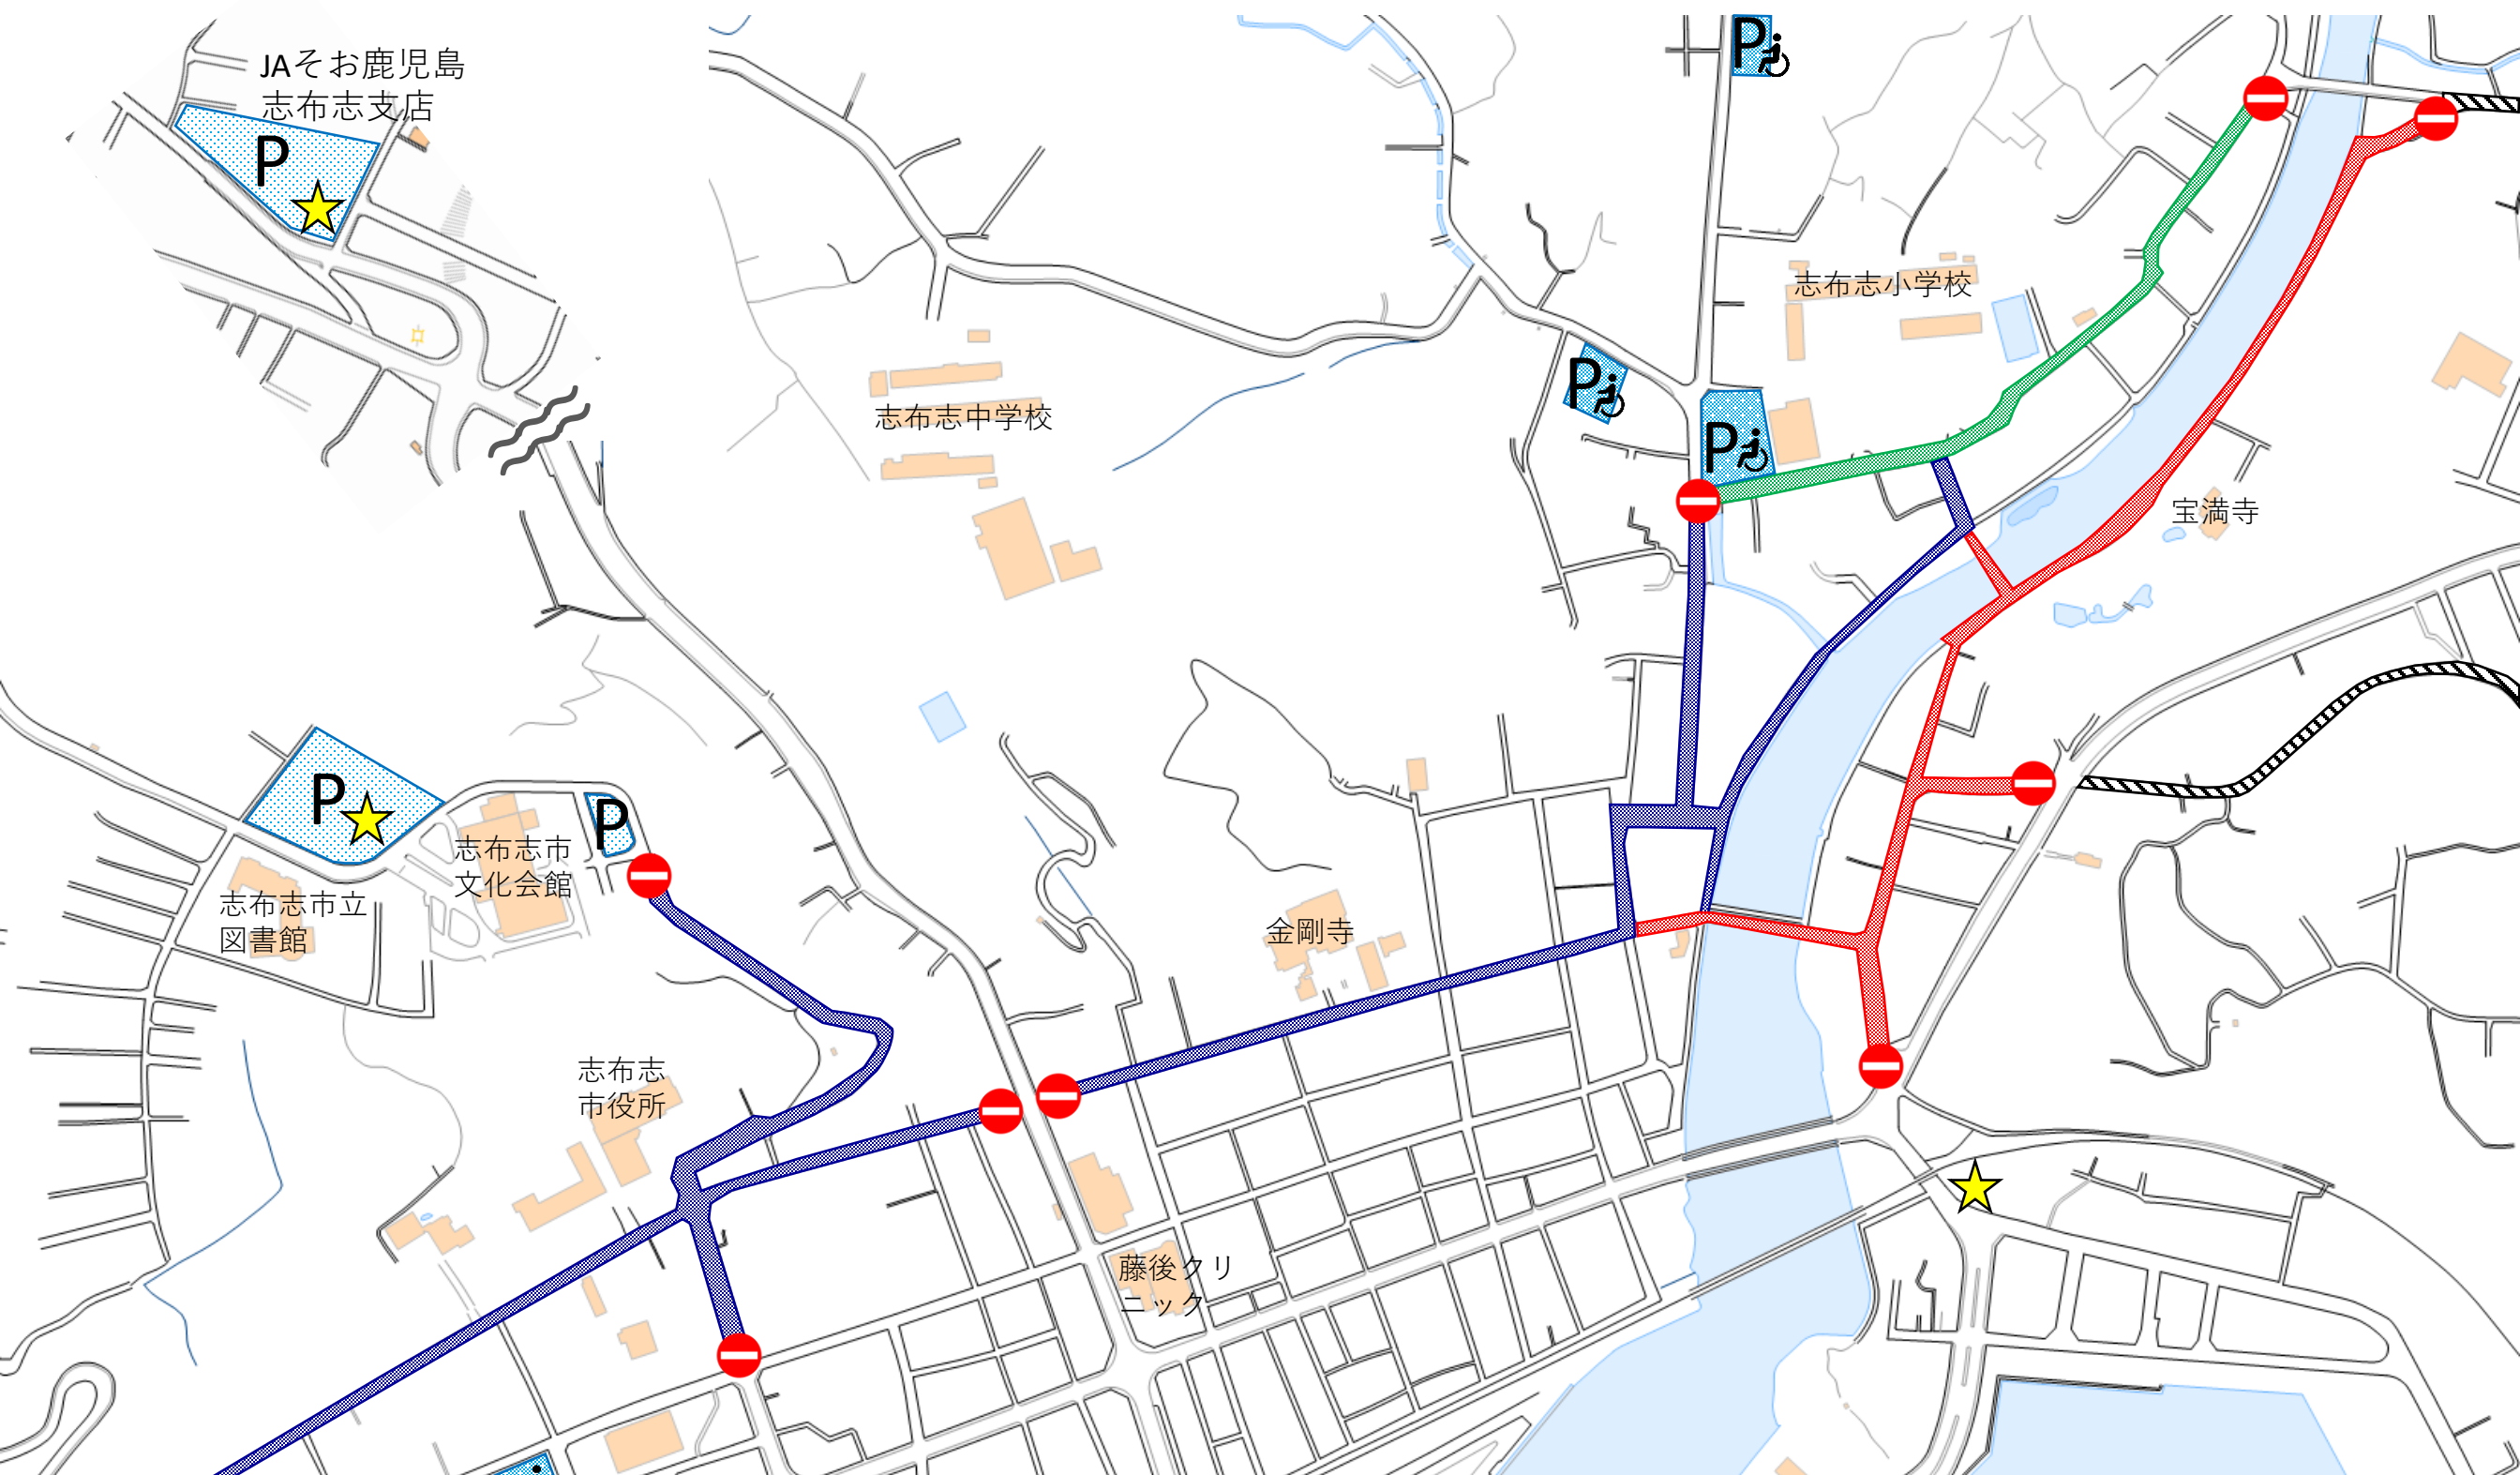 JAそお鹿児島
志布志支店
P
P
志布志小学校
P
志布志中学校
P
宝満寺
P
P
志布志市
文化会館
志布志市立
図書館
金剛寺
志布志
市役所
藤後クリ
ニック